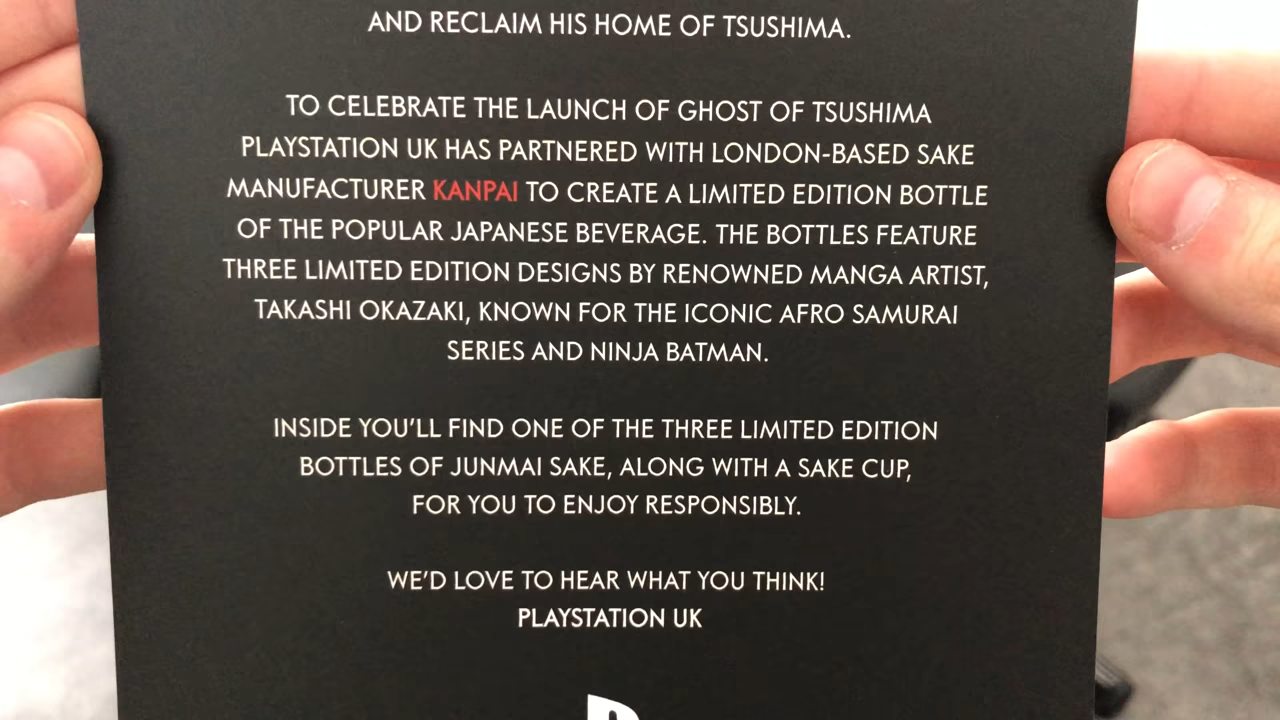 AND RECLAIM HIS HOME OF TSUSHIMA.
TO CELEBRATE THE LAUNCH OF GHOST OF TSUSHIMA
PLAYSTATION UK HAS PARTNERED WITH LONDON-BASED SAKE
MANUFACTURER KANPAI TO CREATE A LIMITED EDITION BOTTLE
OF THE POPULAR JAPANESE BEVERAGE. THE BOTTLES FEATURE
THREE LIMITED EDITION DESIGNS BY RENOWNED MANGA ARTIST,
TAKASHI OKAZAKI, KNOWN FOR THE ICONIC AFRO SAMURAI
SERIES AND NINJA BATMAN.
INSIDE YOU'LL FIND ONE OF THE THREE LIMITED EDITION
BOTTLES OF JUNMAI SAKE, ALONG WITH A SAKE CUP,
FOR YOU TO ENJOY RESPONSIBLY.
WE'D LOVE TO HEAR WHAT YOU THINK!
PLAYSTATION UK